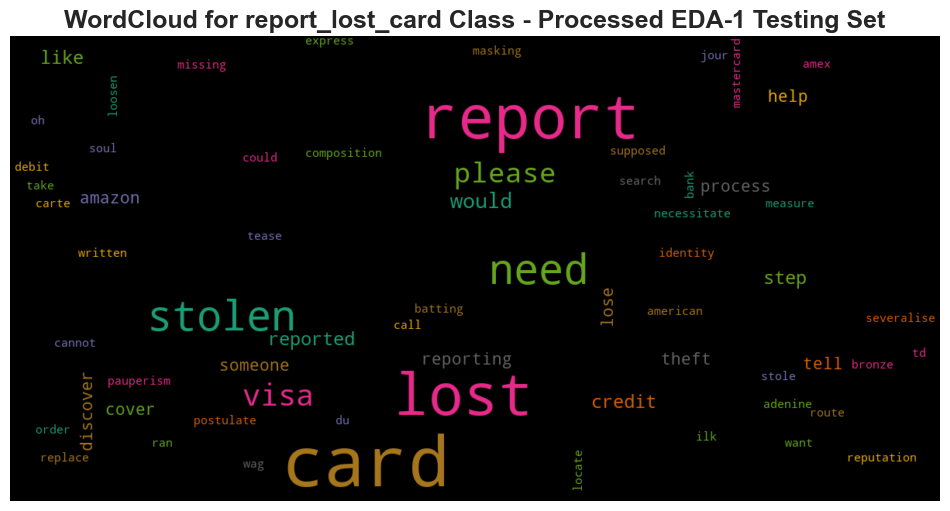 WordCloud for report_lost_card Class - Processed EDA-1 Testing Set
express
masking
like
missing
jour
mastercard
amex
loosen
help
oh
report
soul
could
composition
supposed
debit
please
search
bank
process
take
carte
amazon
would
necessitate
measure
tease
written
identity
need
step
stolen
batting
lose
american
call
severalise
reported
cannot
someone
reporting
theft
tell
td
bronze
pauperism
stole
discover
visa
lost
credit
cover
adenine
route
postulate
du
order
ran
ilk
want
card
replace
wag
locate
reputation